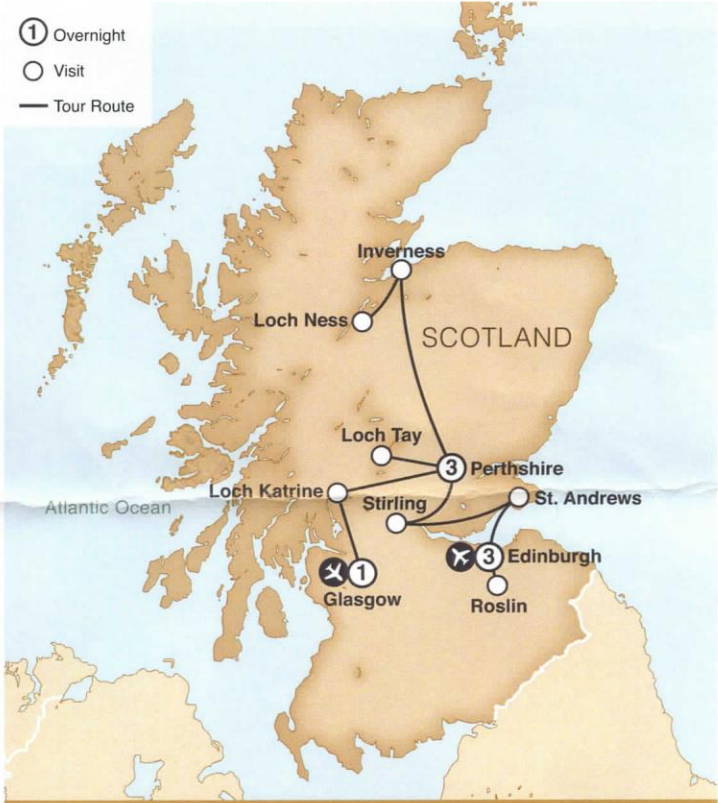 1 Overnight
Visit
Tour Route
Inverness
Loch Ness
SCOTLAND
Loch Tay
3 Perthshire
Loch Katrine
Stirling
St. Andrews
Atlantic Ocean
3 Edinburgh
1
Glasgow
Roslin